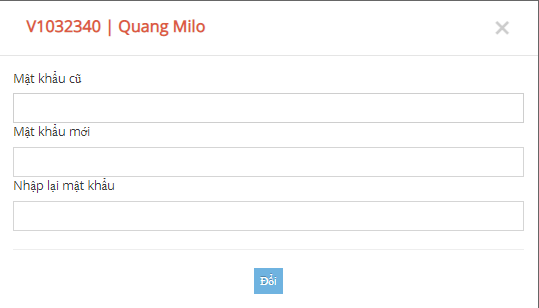 V1032340 | Quang Milo
Mật khẩu cũ
Mật khẩu mới
Nhập lại mật khẩu
Đổi